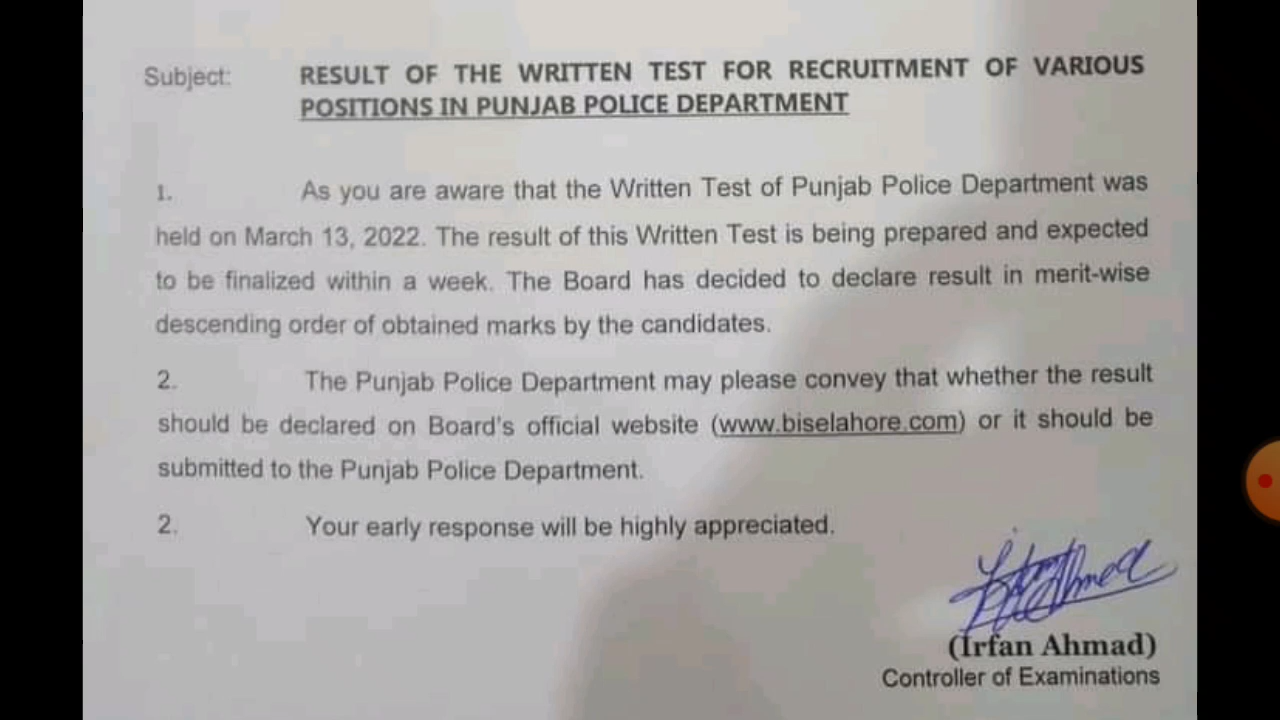 Subject: RESULT OF THE WRITTEN TEST FOR RECRUITMENT OF VARIOUS
POSITIONS IN PUNJAB POLICE DEPARTMENT
1. As you are aware that the Written Test of Punjab Police Department was
held on March 13, 2022. The result of this Written Test is being prepared and expected
to be finalized within a week. The Board has decided to declare result in merit-wise
descending order of obtained marks by the candidates.
2. The Punjab Police Department may please convey that whether the result
should be declared on Board's official website (www.biselahore.com) or it should be
submitted to the Punjab Police Department.
2. Your early response will be highly appreciated.
(Irfan Ahmad)
Controller of Examinations